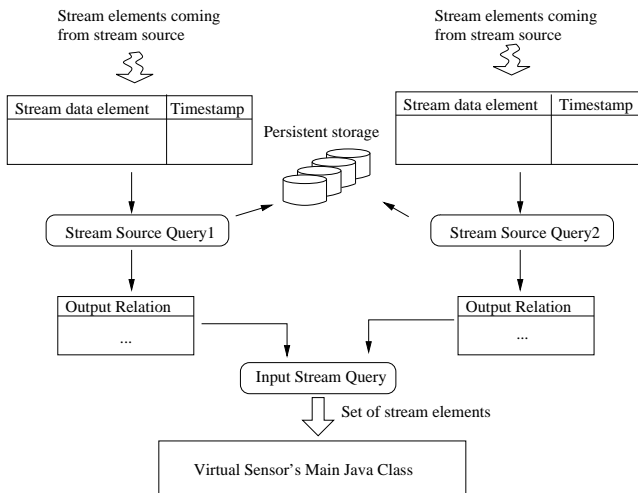 Stream elements coming
from stream source
Stream elements coming
from stream source
Stream data element
Timestamp
Stream data element
Timestamp
Persistent storage
Stream Source Query1
Stream Source Query2
Output Relation
...
Output Relation
...
Input Stream Query
Set of stream elements
Virtual Sensor's Main Java Class